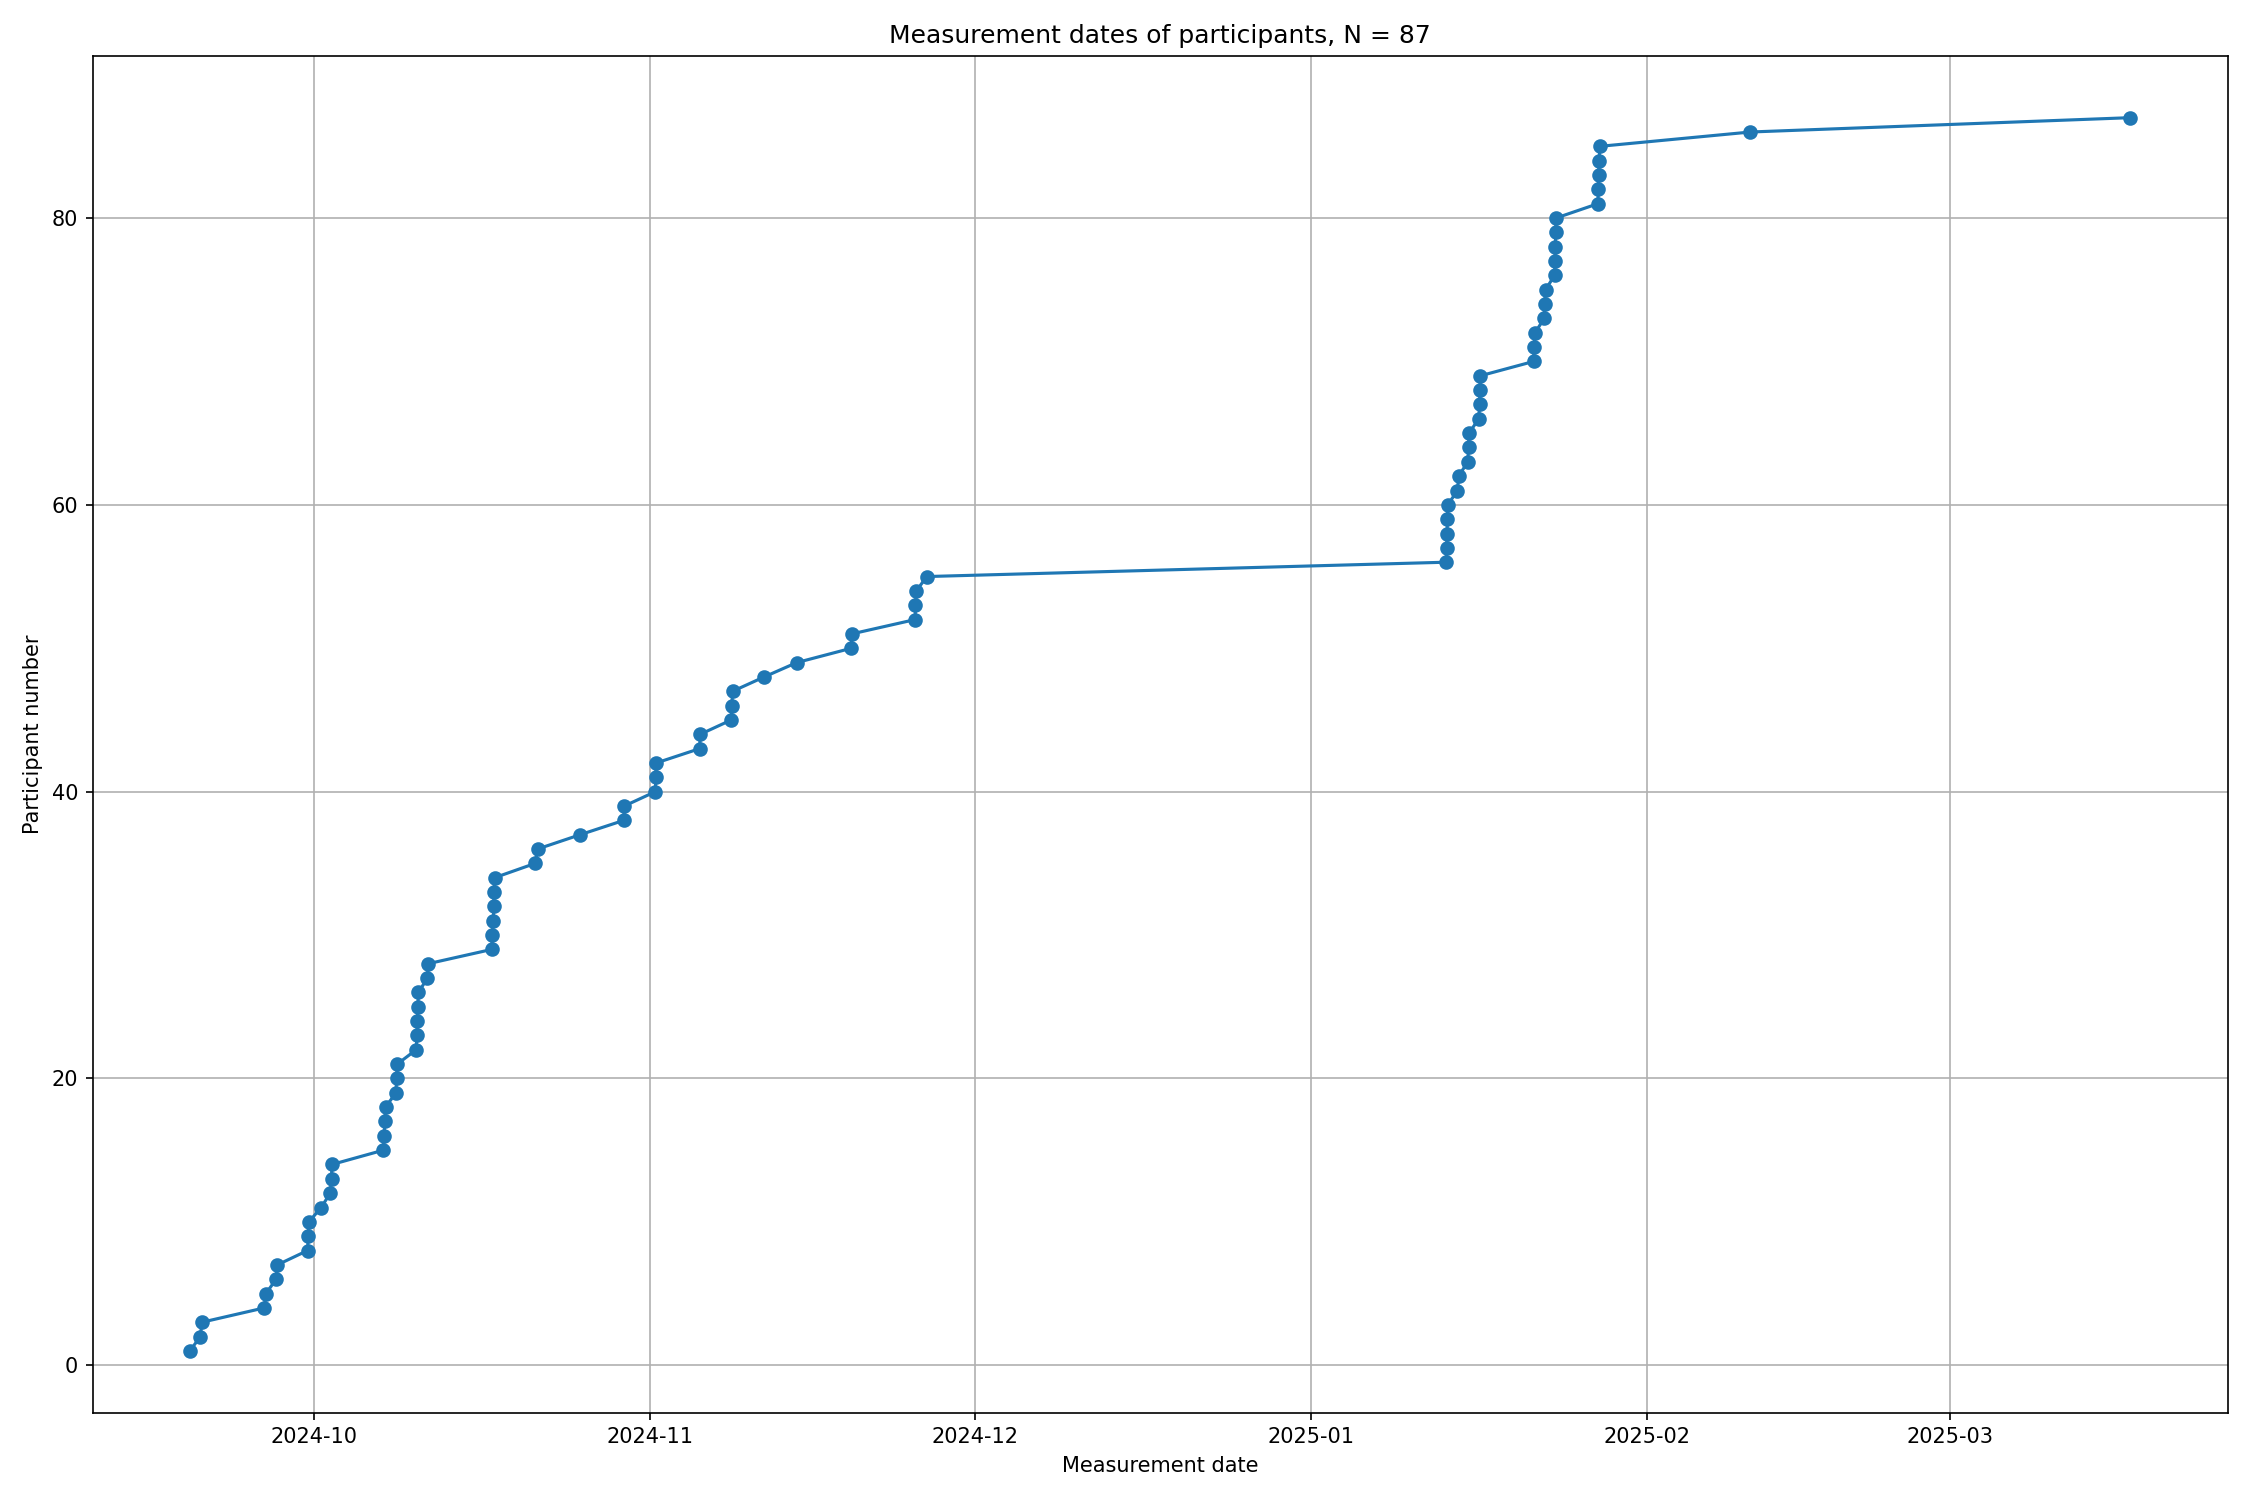 Measurement dates of participants, N = 87
Participant number
80
60
40
20
0
2024-10 2024-11 2024-12 2025-01 2025-02 2025-03
Measurement date